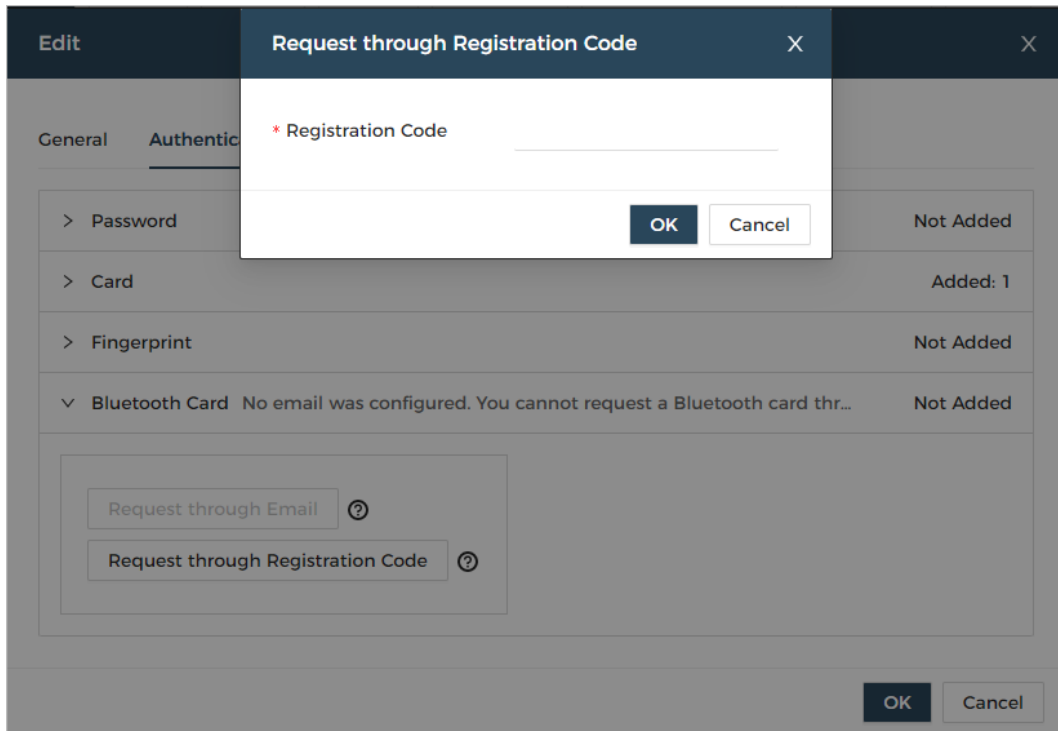 Edit
X
Request through Registration Code
X
* Registration Code
OK
Cancel
General
Authentic
> Password
Not Added
> Card
Added: 1
> Fingerprint
Not Added
Bluetooth Card No email was configured. You cannot request a Bluetooth card thr...
Not Added
Request through Email ?
Request through Registration Code ?
OK
Cancel